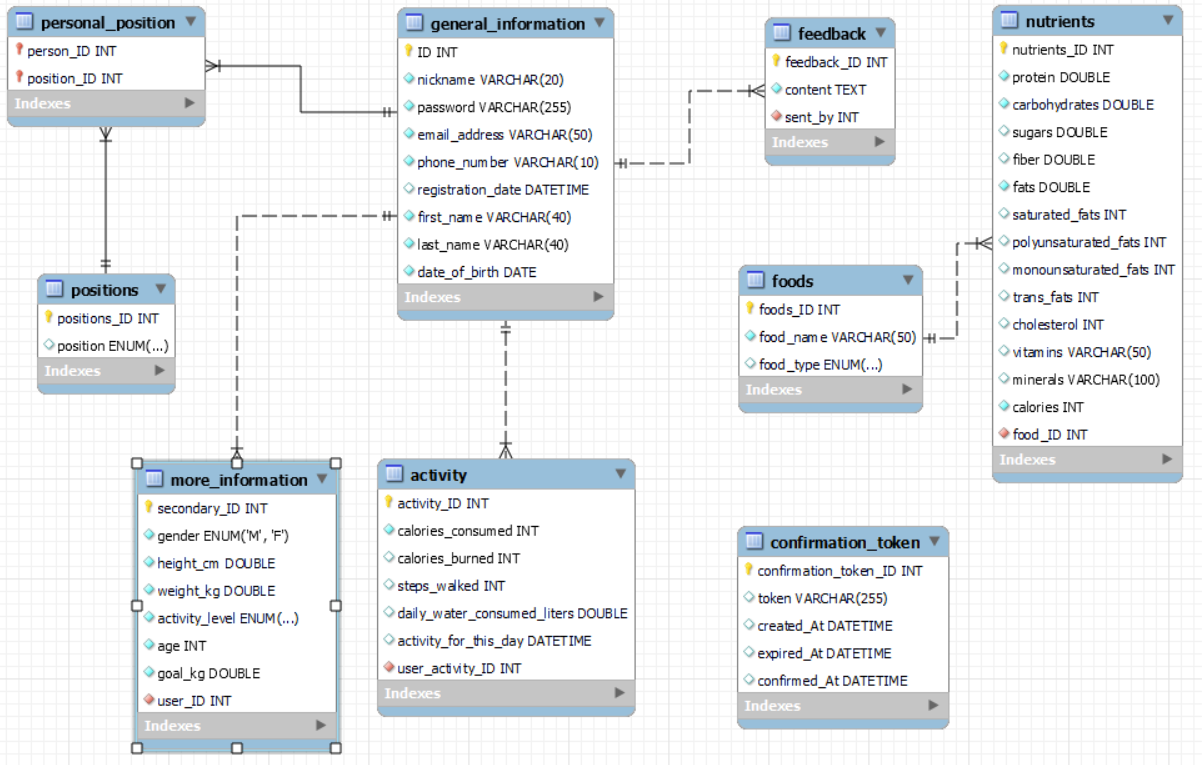 personal_position
person_ID INT
position_ID INT
Indexes
general_information
ID INT
nickname VARCHAR(20)
password VARCHAR(255)
email_address VARCHAR(50)
phone_number VARCHAR(10)
registration_date DATETIME
first_name VARCHAR(40)
last_name VARCHAR(40)
date_of_birth DATE
Indexes
feedback
feedback_ID INT
content TEXT
sent_by INT
Indexes
nutrients
nutrients_ID INT
protein DOUBLE
carbohydrates DOUBLE
sugars DOUBLE
fiber DOUBLE
fats DOUBLE
saturated_fats INT
polyunsaturated_fats INT
monounsaturated_fats INT
trans_fats INT
cholesterol INT
vitamins VARCHAR(50)
minerals VARCHAR(100)
calories INT
food_ID INT
Indexes
positions
positions_ID INT
position ENUM(...)
Indexes
foods
foods_ID INT
food_name VARCHAR(50)
food_type ENUM(...)
Indexes
more_information
secondary_ID INT
gender ENUM('M', 'F')
height_cm DOUBLE
weight_kg DOUBLE
activity_level ENUM(...)
age INT
goal_kg DOUBLE
user_ID INT
Indexes
activity
activity_ID INT
calories_consumed INT
calories_burned INT
steps_walked INT
daily_water_consumed_liters DOUBLE
activity_for_this_day DATETIME
user_activity_ID INT
Indexes
confirmation_token
confirmation_token_ID INT
token VARCHAR(255)
created_At DATETIME
expired_At DATETIME
confirmed_At DATETIME
Indexes